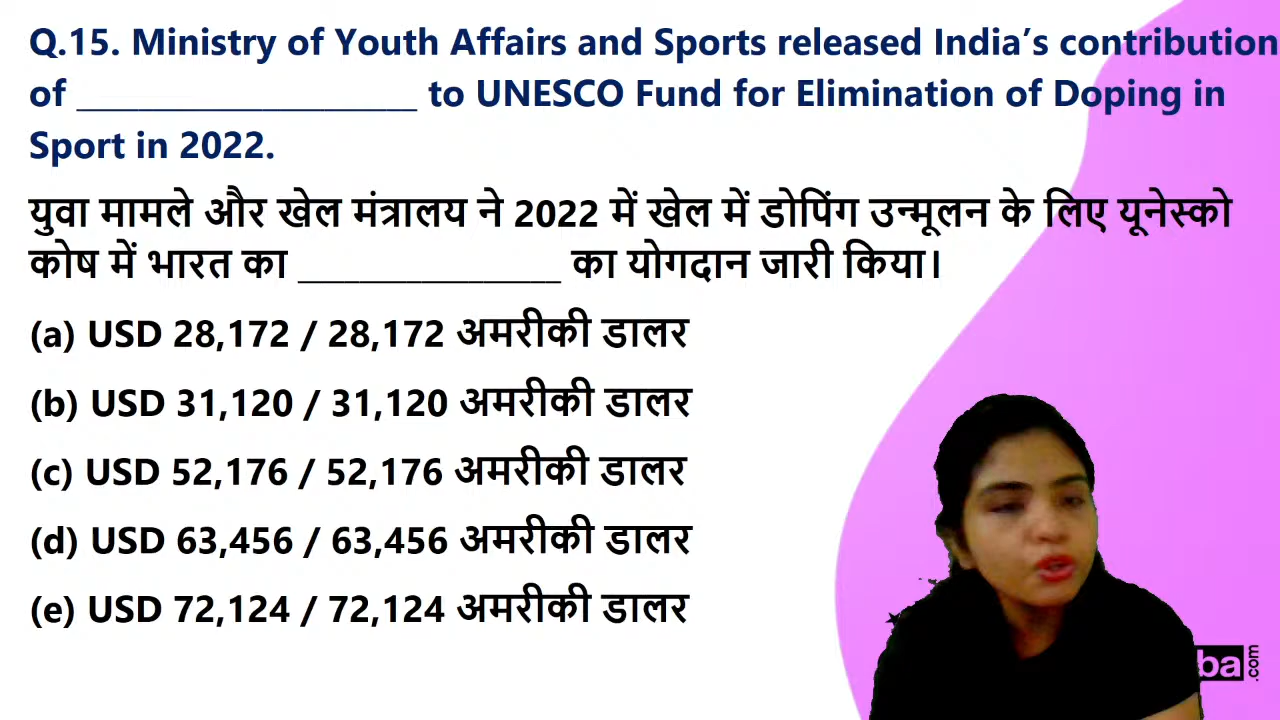 Q.15. Ministry of Youth Affairs and Sports released India’s contribution
of ____________________ to UNESCO Fund for Elimination of Doping in
Sport in 2022.
युवा मामले और खेल मंत्रालय ने 2022 में खेल में डोपिंग उन्मूलन के लिए यूनेस्को
कोष में भारत का ________________ का योगदान जारी किया।
(a) USD 28,172 / 28,172 अमरीकी डालर
(b) USD 31,120 / 31,120 अमरीकी डालर
(c) USD 52,176 / 52,176 अमरीकी डालर
(d) USD 63,456 / 63,456 अमरीकी डालर
(e) USD 72,124 / 72,124 अमरीकी डालर
ba
.com